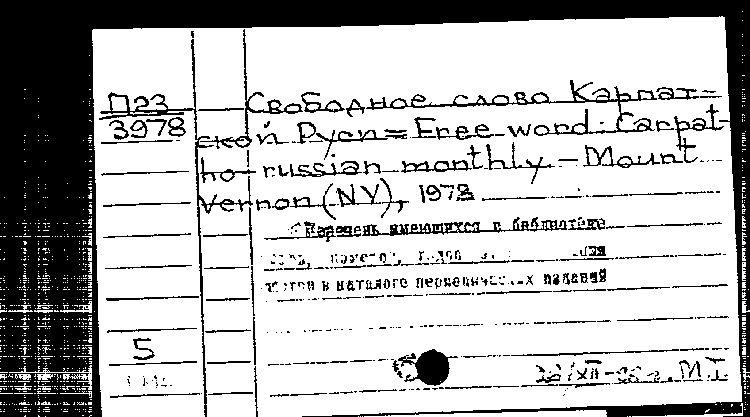 П23
3978
Свободное слово Карпат=
ской Руси = Free word: Carpat-
ho-russian monthly. - Mount
Vernon (NY), 1978
Перечень имеющихся в библиотеке
в каталоге периодических изданий
5
М.Т.